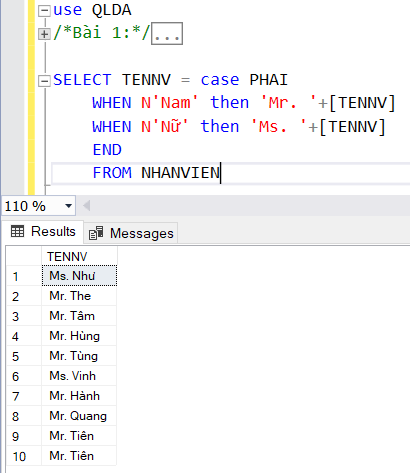 use QLDA
/*Bài 1:*/...
SELECT TENNV = case PHAI
WHEN N'Nam' then 'Mr. '+[TENNV]
WHEN N'Nữ' then 'Ms. '+[TENNV]
END
FROM NHANVIEN
110 %
Results Messages
TENNV
1 Ms. Như
2 Mr. The
3 Mr. Tâm
4 Mr. Hùng
5 Mr. Tùng
6 Ms. Vinh
7 Mr. Hành
8 Mr. Quang
9 Mr. Tiên
10 Mr. Tiên